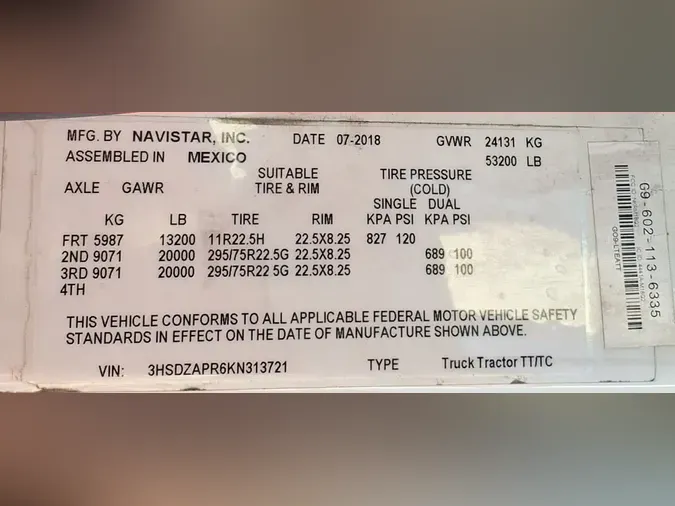 MFG. BY NAVISTAR, INC. DATE 07-2018 GVWR 24131 KG
ASSEMBLED IN MEXICO 53200 LB
SUITABLE TIRE PRESSURE
AXLE GAWR TIRE & RIM (COLD)
SINGLE DUAL
KG LB TIRE RIM KPA PSI KPA PSI
FRT 5987 13200 11R22.5H 22.5X8.25 827 120
2ND 9071 20000 295/75R22.5G 22.5X8.25 689 100
3RD 9071 20000 295/75R22.5G 22.5X8.25 689 100
4TH
THIS VEHICLE CONFORMS TO ALL APPLICABLE FEDERAL MOTOR VEHICLE SAFETY
STANDARDS IN EFFECT ON THE DATE OF MANUFACTURE SHOWN ABOVE.
VIN: 3HSDZAPR6KN313721 TYPE Truck Tractor TT/TC
G9-602-113-6335